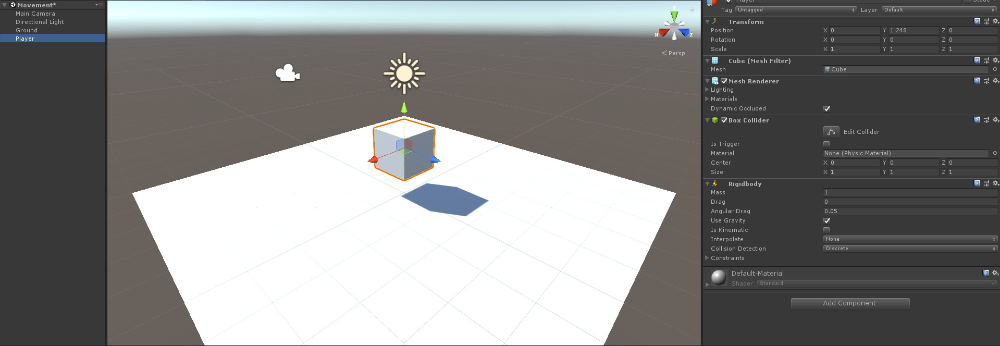 Movement*
Main Camera
Directional Light
Ground
Player
y
x
z
Persp
Player
Static
Tag Untagged Layer Default
Transform
Position X 0 Y 1.248 Z 0
Rotation X 0 Y 0 Z 0
Scale X 1 Y 1 Z 1
Cube (Mesh Filter)
Mesh Cube
Mesh Renderer
Lighting
Materials
Dynamic Occluded
Box Collider
Edit Collider
Is Trigger
Material None (Physic Material)
Center X 0 Y 0 Z 0
Size X 1 Y 1 Z 1
Rigidbody
Mass 1
Drag 0
Angular Drag 0.05
Use Gravity
Is Kinematic
Interpolate None
Collision Detection Discrete
Constraints
Default-Material
Shader Standard
Add Component